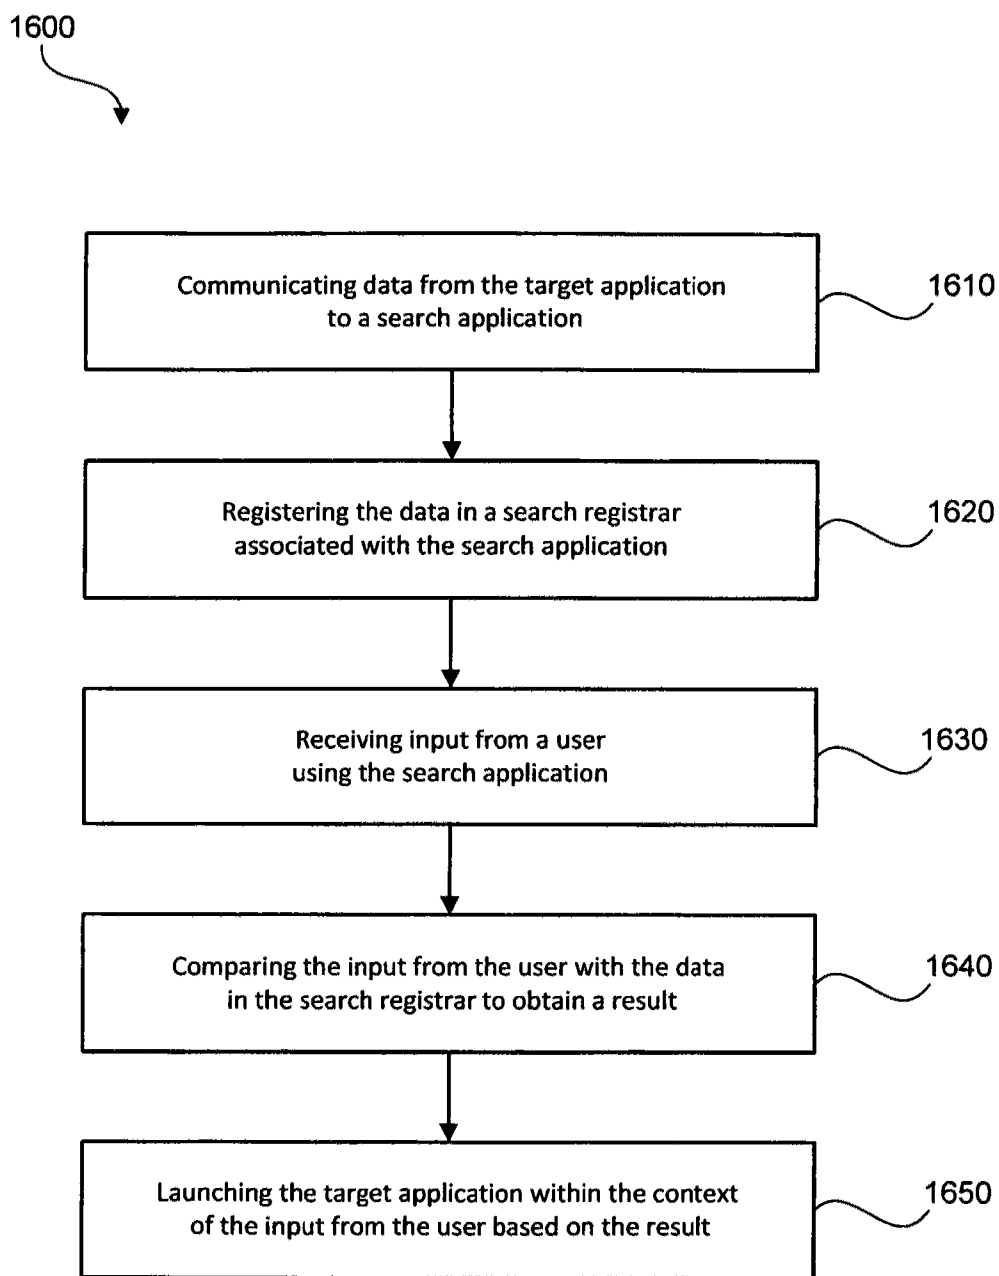 1600
Communicating data from the target application
to a search application
1610
Registering the data in a search registrar
associated with the search application
1620
Receiving input from a user
using the search application
1630
Comparing the input from the user with the data
in the search registrar to obtain a result
1640
Launching the target application within the context
of the input from the user based on the result
1650